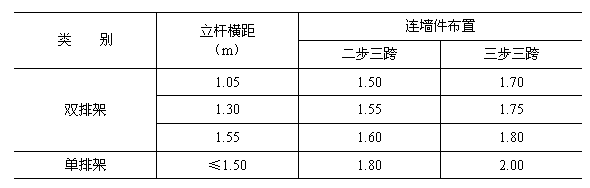 类 别 立杆横距 (m) 连墙件布置
二步三跨 三步三跨
双排架 1.05 1.50 1.70
1.30 1.55 1.75
1.55 1.60 1.80
单排架 ≤1.50 1.80 2.00